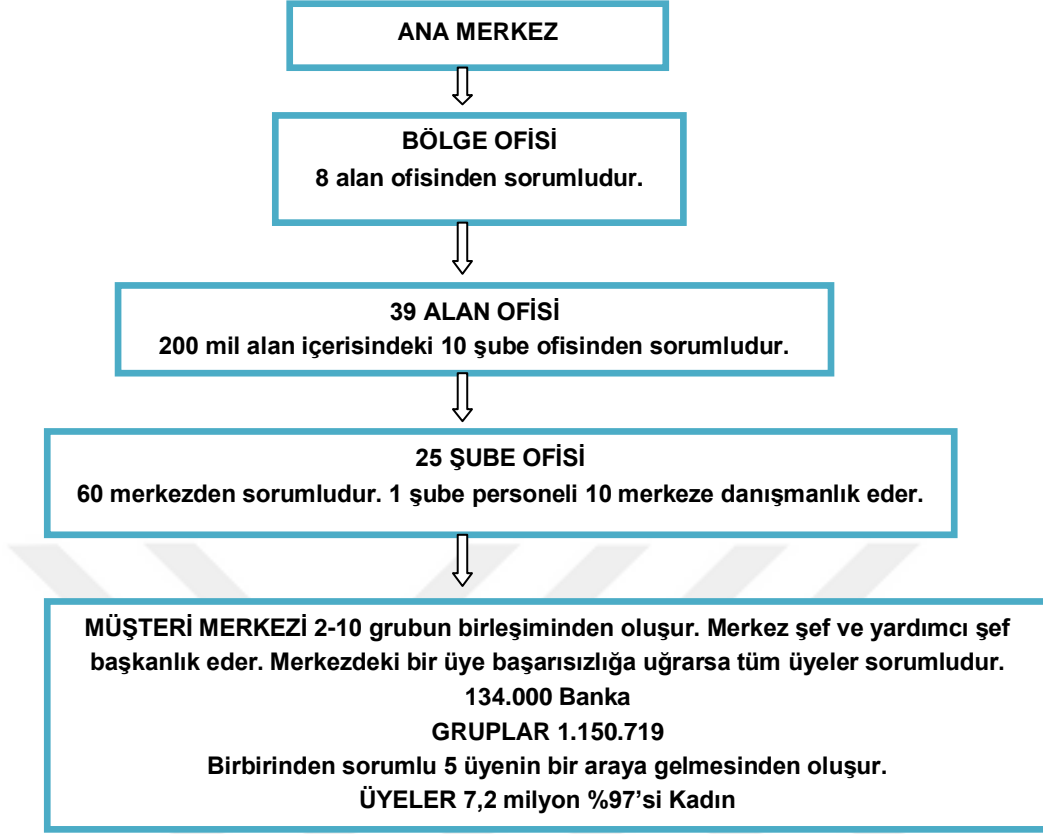 ANA MERKEZ
BÖLGE OFİSİ
8 alan ofisinden sorumludur.
39 ALAN OFİSİ
200 mil alan içerisindeki 10 şube ofisinden sorumludur.
25 ŞUBE OFİSİ
60 merkezden sorumludur. 1 şube personeli 10 merkeze danışmanlık eder.
MÜŞTERİ MERKEZİ 2-10 grubun birleşiminden oluşur. Merkez şef ve yardımcı şef
başkanlık eder. Merkezdeki bir üye başarısızlığa uğrarsa tüm üyeler sorumludur.
134.000 Banka
GRUPLAR 1.150.719
Birbirinden sorumlu 5 üyenin bir araya gelmesinden oluşur.
ÜYELER 7,2 milyon %97’si Kadın